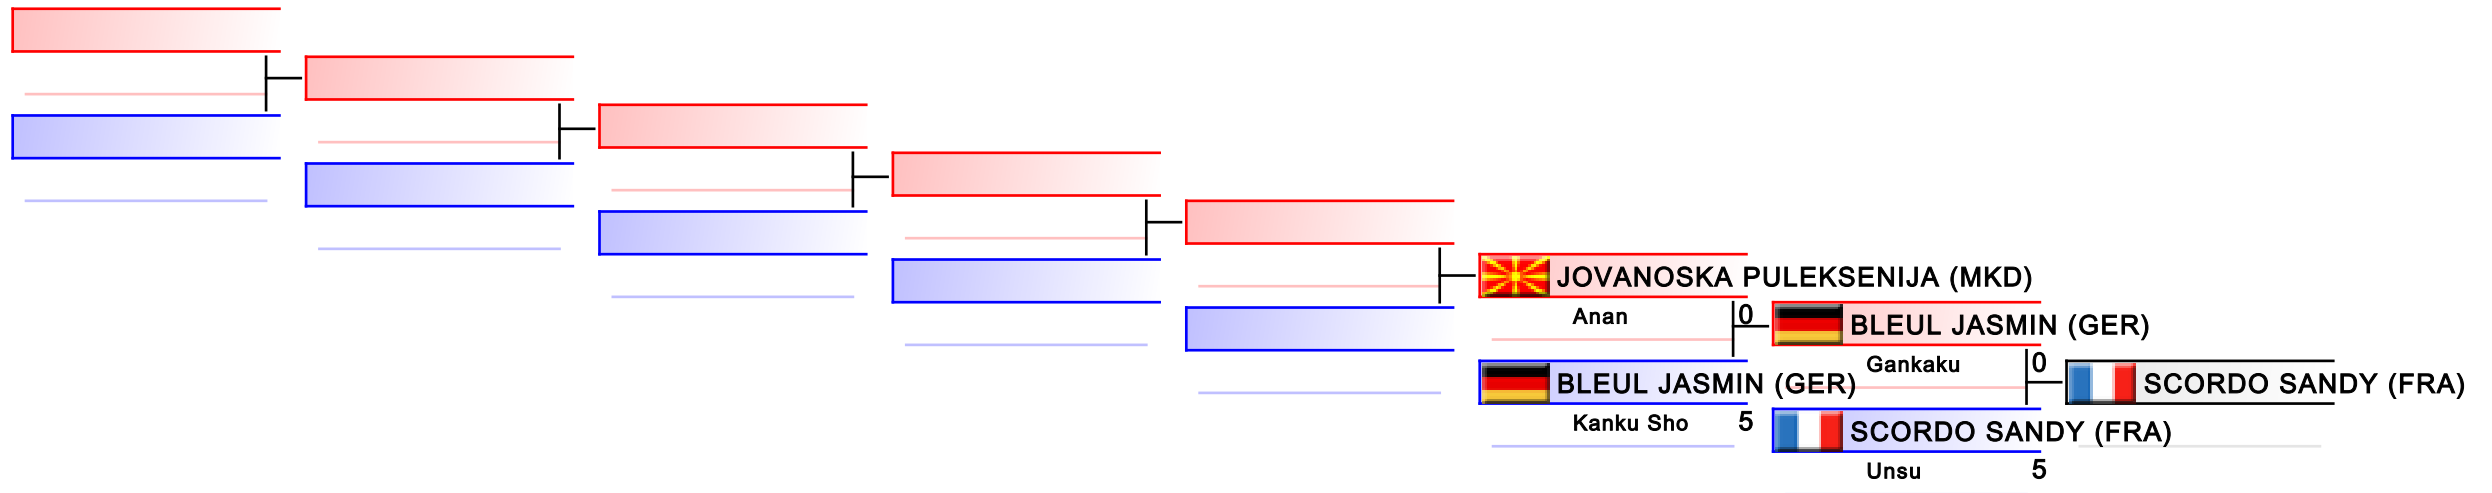 JOVANOSKA PULEKSENIJA (MKD)
Anan 0
BLEUL JASMIN (GER)
Kanku Sho 5
BLEUL JASMIN (GER)
Gankaku 0
SCORDO SANDY (FRA)
Unsu 5
SCORDO SANDY (FRA)